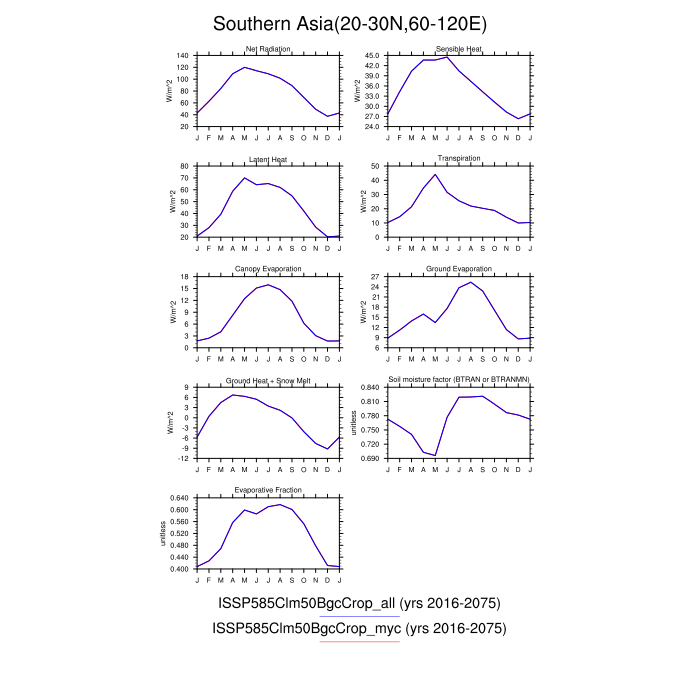 Southern Asia(20-30N,60-120E)
Net Radiation
W/m^2
140
120
100
80
60
40
20
J F M A M J J A S O N D J
Sensible Heat
W/m^2
45.0
42.0
39.0
36.0
33.0
30.0
27.0
24.0
J F M A M J J A S O N D J
Latent Heat
W/m^2
80
70
60
50
40
30
20
J F M A M J J A S O N D J
Transpiration
W/m^2
50
40
30
20
10
0
J F M A M J J A S O N D J
Canopy Evaporation
W/m^2
18
15
12
9
6
3
0
J F M A M J J A S O N D J
Ground Evaporation
W/m^2
27
24
21
18
15
12
9
6
J F M A M J J A S O N D J
Ground Heat + Snow Melt
W/m^2
9
6
3
0
-3
-6
-9
-12
J F M A M J J A S O N D J
Soil moisture factor (BTRAN or BTRANMN)
unitless
0.840
0.810
0.780
0.750
0.720
0.690
J F M A M J J A S O N D J
Evaporative Fraction
unitless
0.640
0.600
0.560
0.520
0.480
0.440
0.400
J F M A M J J A S O N D J
ISSP585Clm50BgcCrop_all (yrs 2016-2075)
ISSP585Clm50BgcCrop_myc (yrs 2016-2075)